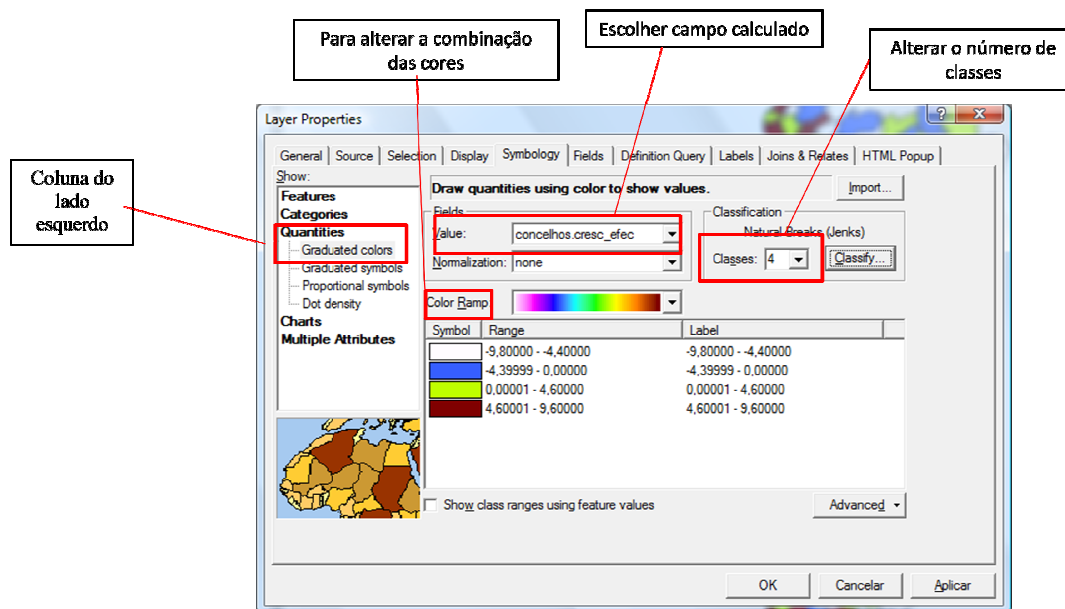 Para alterar a combinação
das cores
Escolher campo calculado
Alterar o número de
classes
Coluna do
lado
esquerdo
Layer Properties
General
Source
Selection
Display
Symbology
Fields
Definition Query
Labels
Joins & Relates
HTML Popup
Show:
Features
Categories
Quantities
Graduated colors
Graduated symbols
Proportional symbols
Dot density
Charts
Multiple Attributes
Draw quantities using color to show values.
Import...
Fields
Value: concelhos.cresc_efec
Normalization: none
Classification
Natural Breaks (Jenks)
Classes: 4 Classify...
Color Ramp
Symbol Range Label
-9,80000 - -4,40000 -9,80000 - -4,40000
-4,39999 - 0,00000 -4,39999 - 0,00000
0,00001 - 4,60000 0,00001 - 4,60000
4,60001 - 9,60000 4,60001 - 9,60000
Show class ranges using feature values
Advanced
OK
Cancelar
Aplicar